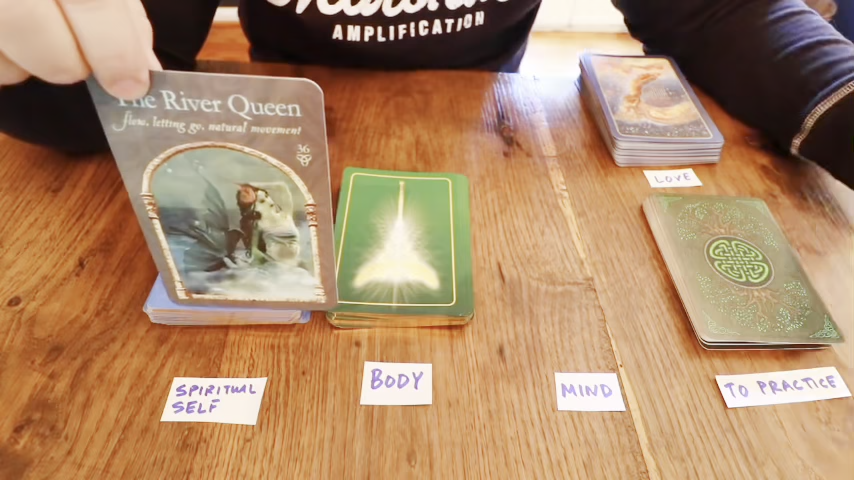 AMPLIFICATION
The River Queen
flow, letting go, natural movement
36
LOVE
SPIRITUAL
SELF
BODY
MIND
TO PRACTICE